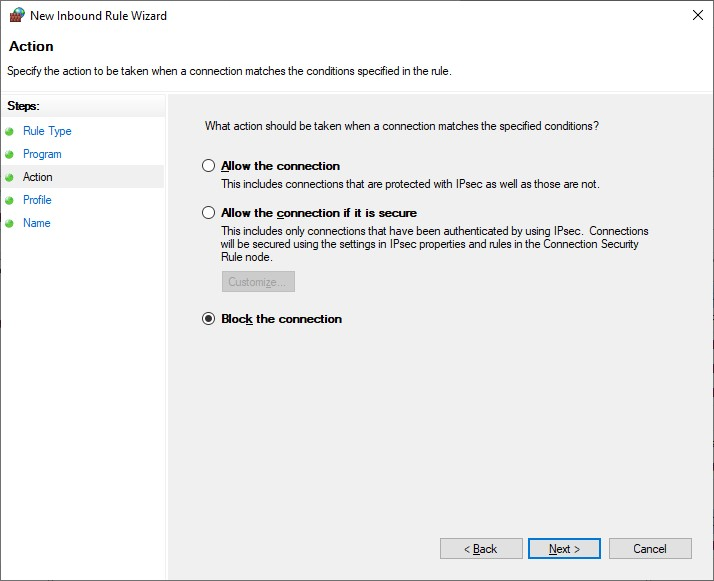 New Inbound Rule Wizard
Action
Specify the action to be taken when a connection matches the conditions specified in the rule.
Steps:
Rule Type
Program
Action
Profile
Name
What action should be taken when a connection matches the specified conditions?
Allow the connection
This includes connections that are protected with IPsec as well as those are not.
Allow the connection if it is secure
This includes only connections that have been authenticated by using IPsec. Connections
will be secured using the settings in IPsec properties and rules in the Connection Security
Rule node.
Customize...
Block the connection
< Back
Next >
Cancel